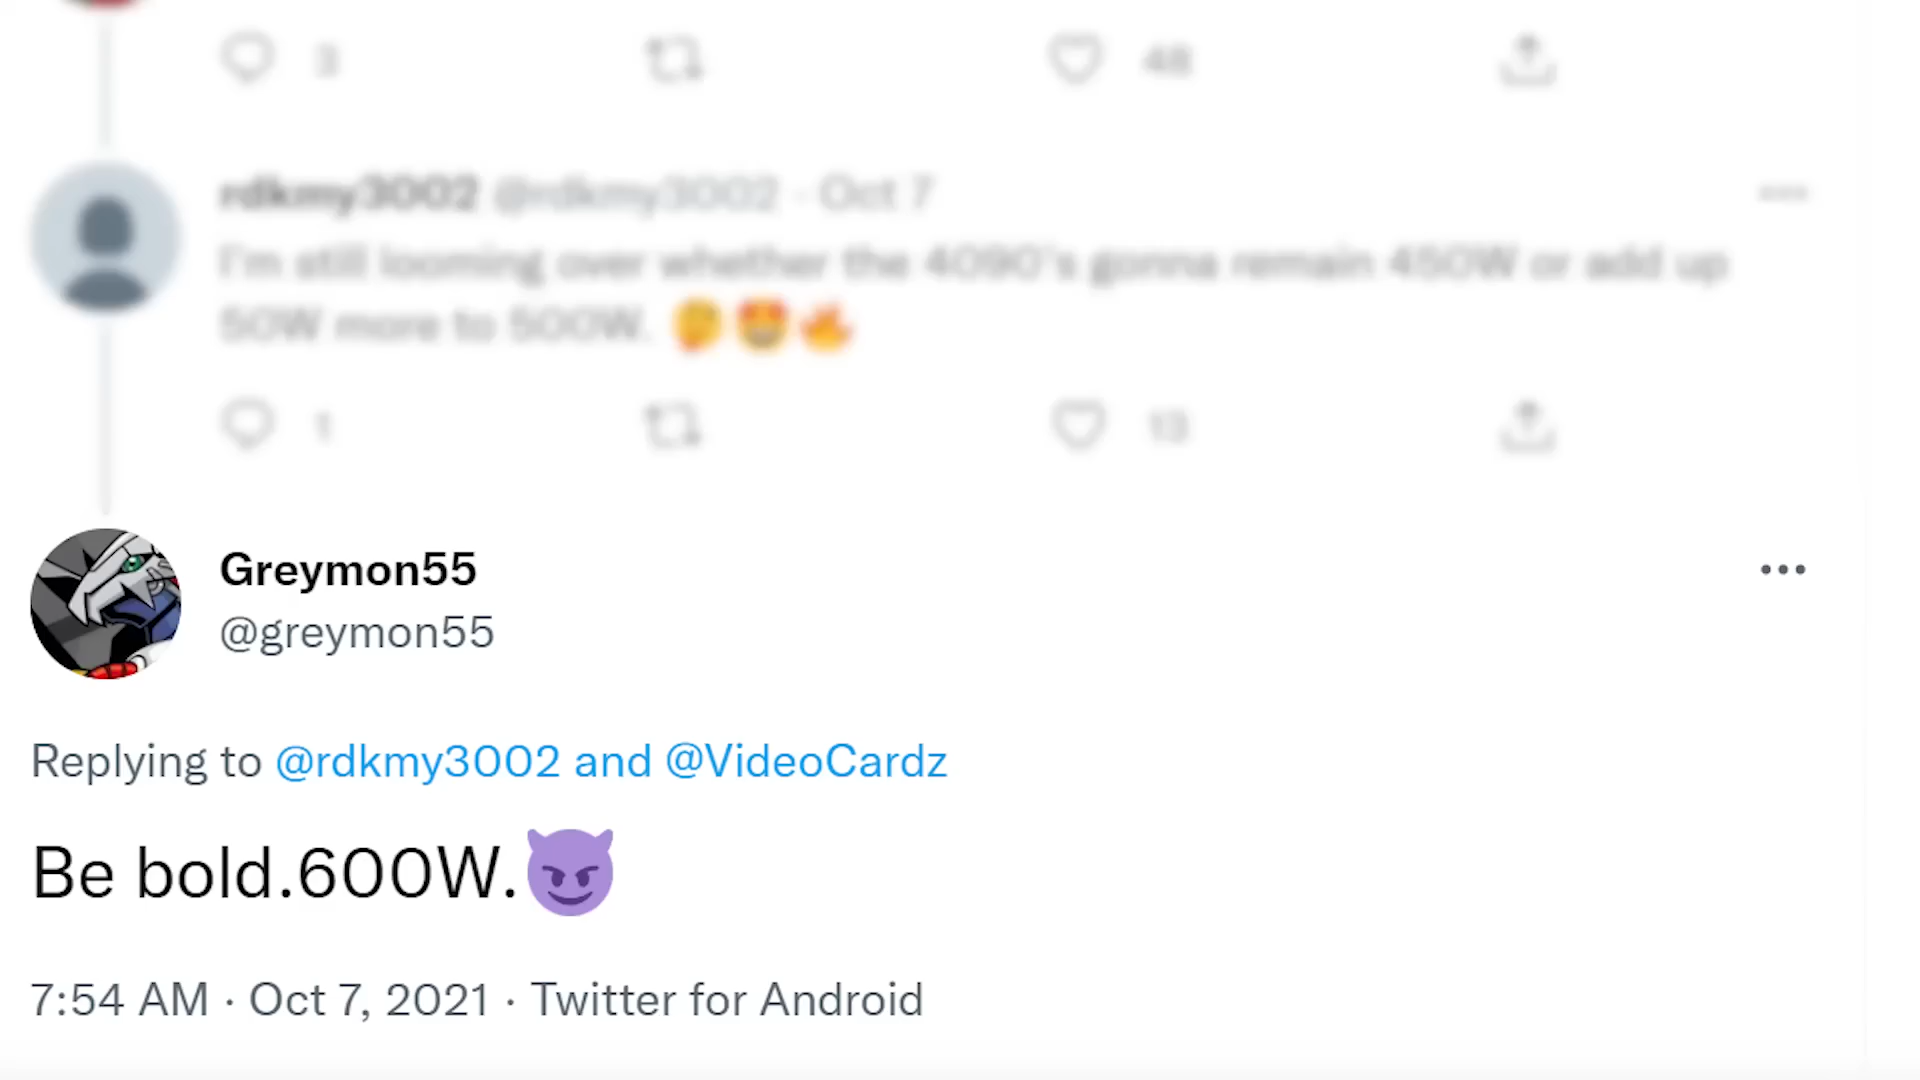 3 48
rdkmy3002 @rdkmy3002 · Oct 7
I'm still looming over whether the 4090's gonna remain 450W or add up
50W more to 500W. 🤔🤩🔥
1 13
Greymon55
@greymon55
Replying to @rdkmy3002 and @VideoCardz
Be bold.600W.😈
7:54 AM · Oct 7, 2021 · Twitter for Android